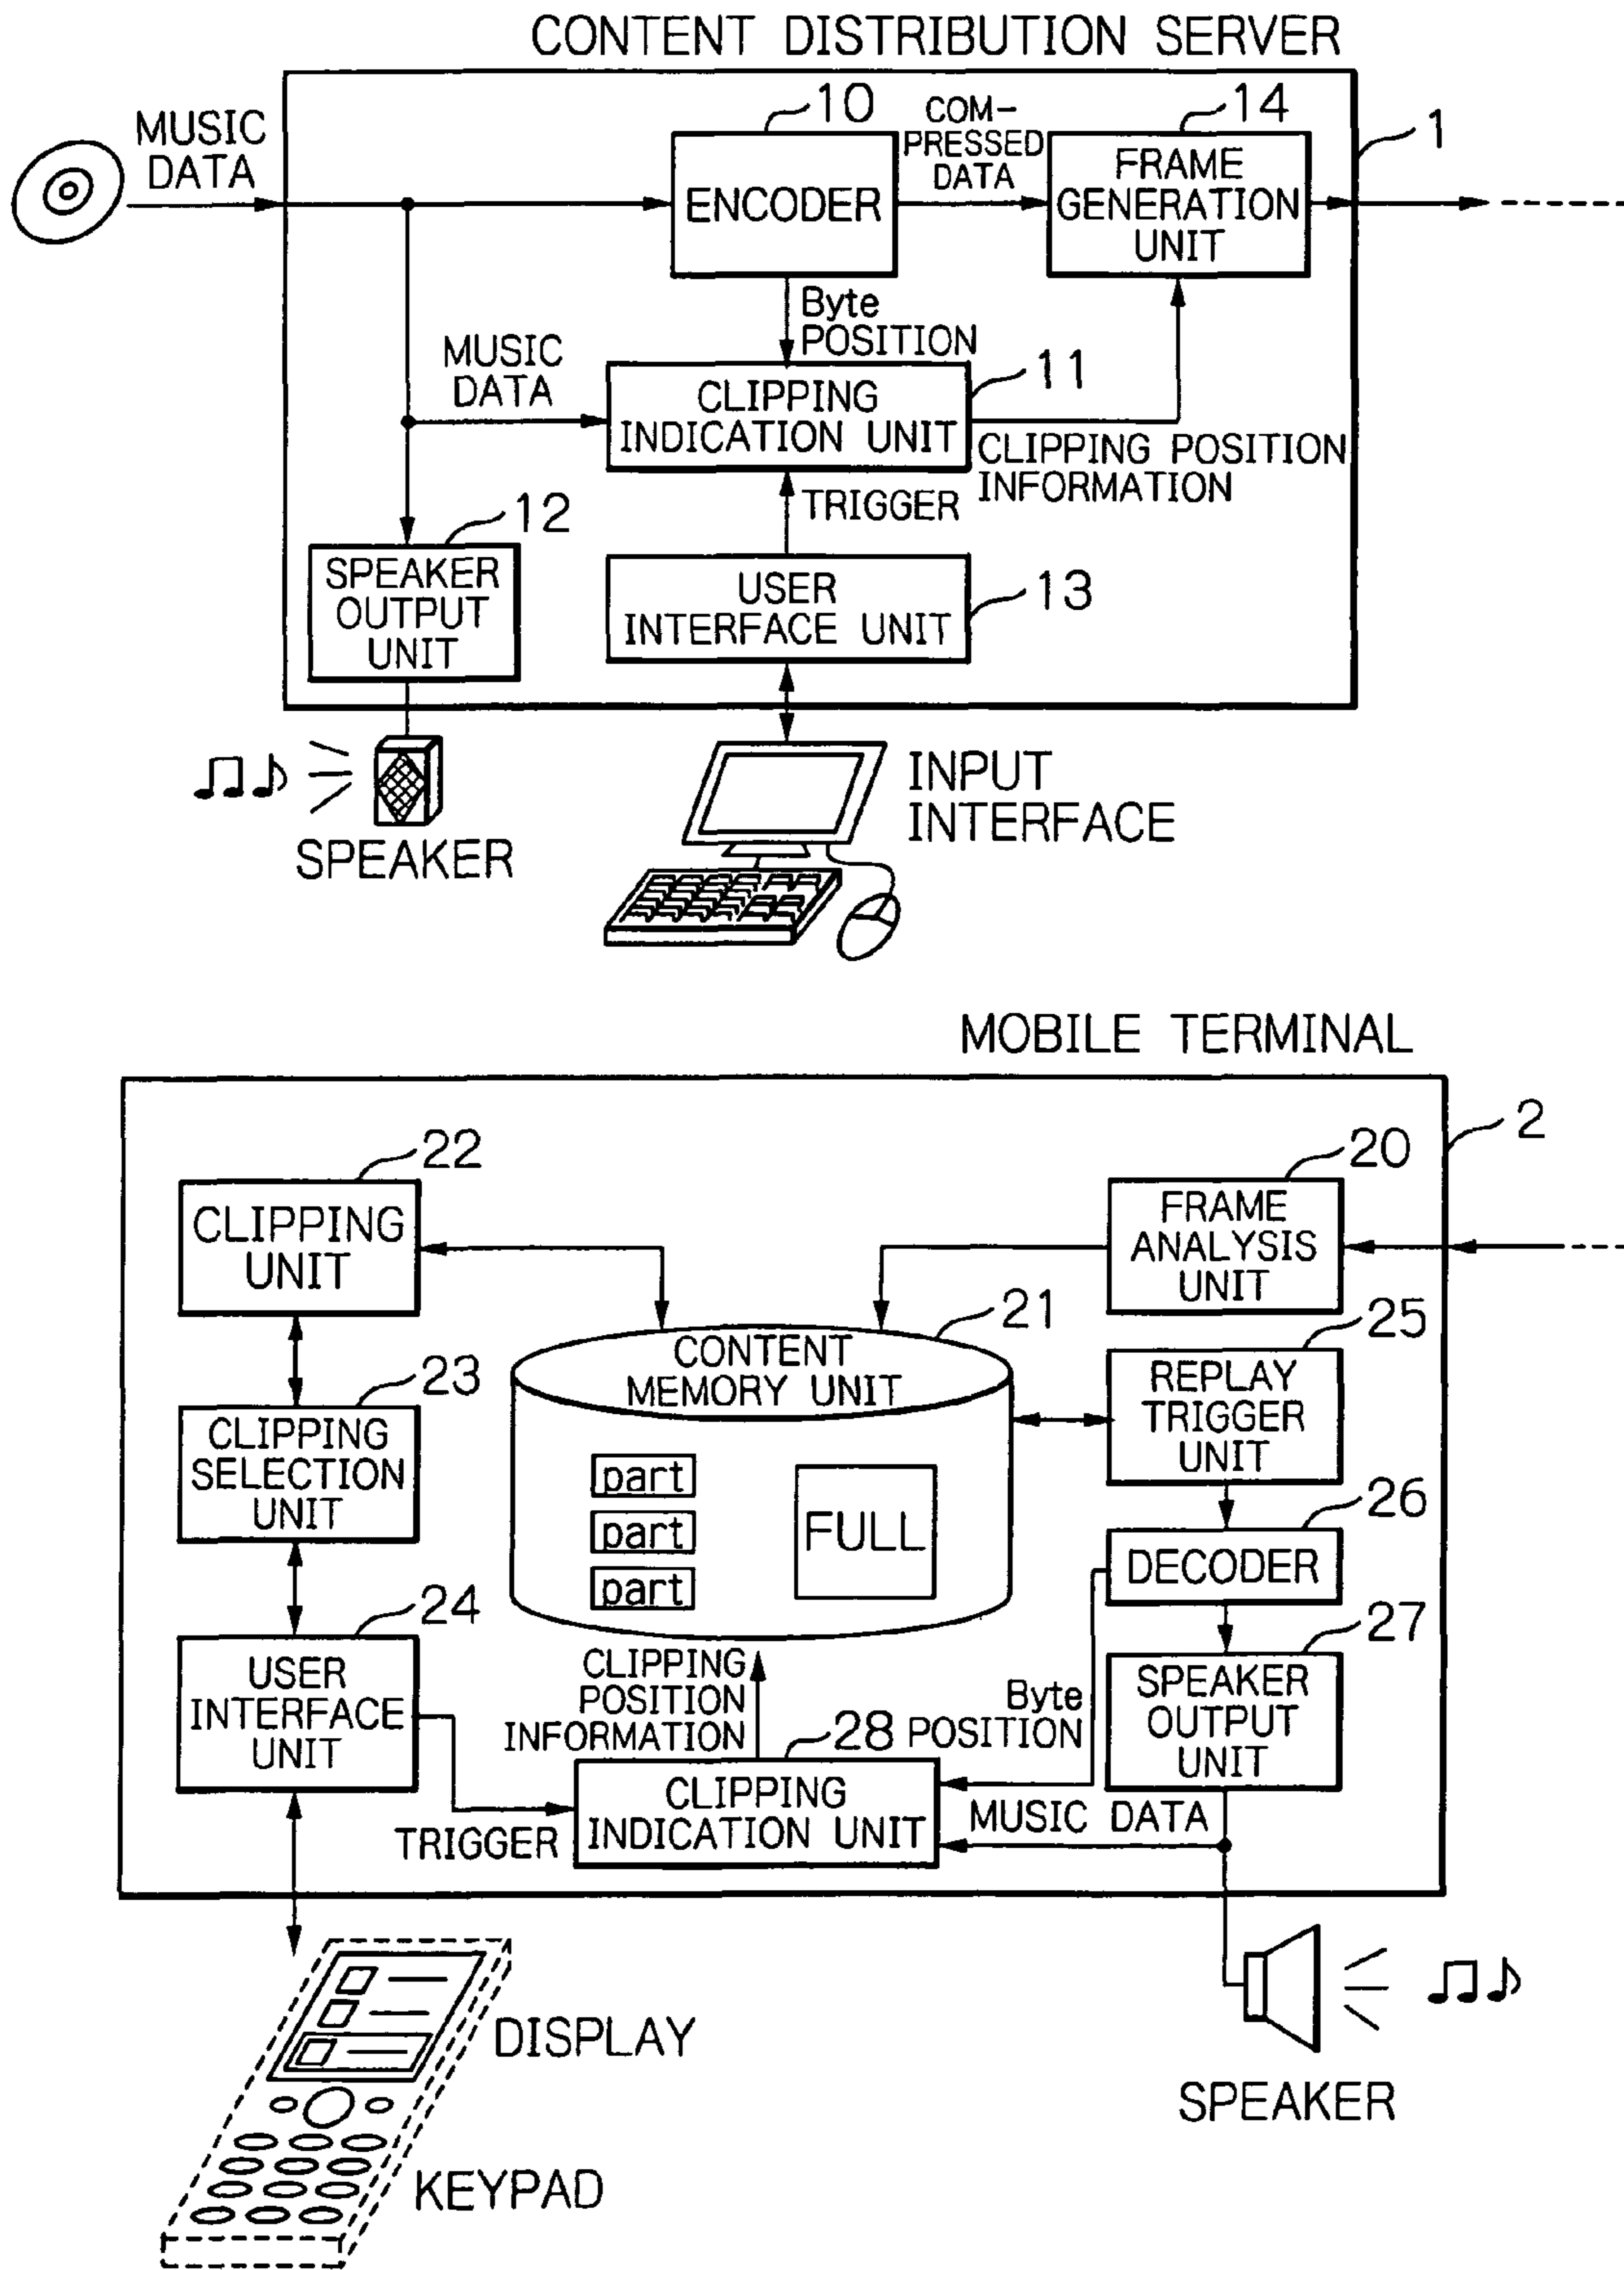 CONTENT DISTRIBUTION SERVER
MUSIC
DATA
10
COM-
PRESSED
DATA
14
1
ENCODER
FRAME
GENERATION
UNIT
Byte
POSITION
MUSIC
DATA
11
CLIPPING
INDICATION UNIT
CLIPPING POSITION
INFORMATION
TRIGGER
12
SPEAKER
OUTPUT
UNIT
USER
INTERFACE UNIT
13
INPUT
INTERFACE
SPEAKER
MOBILE TERMINAL
2
22
20
CLIPPING
UNIT
FRAME
ANALYSIS
UNIT
21
25
CONTENT
MEMORY UNIT
REPLAY
TRIGGER
UNIT
23
CLIPPING
SELECTION
UNIT
part
part
part
FULL
26
DECODER
24
27
USER
INTERFACE
UNIT
CLIPPING
POSITION
INFORMATION
Byte
POSITION
SPEAKER
OUTPUT
UNIT
28
CLIPPING
INDICATION UNIT
MUSIC DATA
TRIGGER
DISPLAY
SPEAKER
KEYPAD